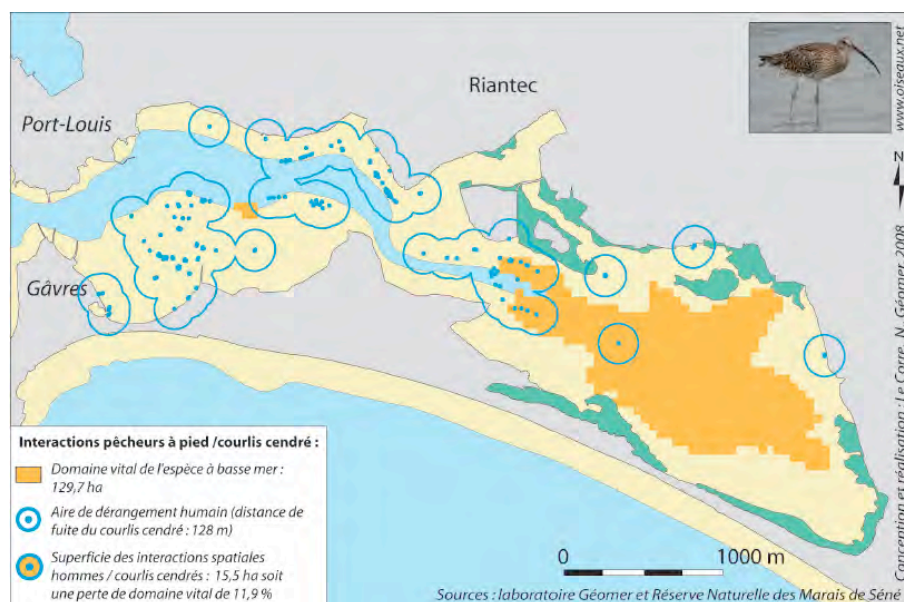 www.oiseaux.net
Riantec
Port-Louis
N
Gâvres
Conception et réalisation : Le Corre. N, Géomer, 2008
Interactions pêcheurs à pied /courlis cendré :
Domaine vital de l'espèce à basse mer :
129,7 ha
Aire de dérangement humain (distance de
fuite du courlis cendré : 128 m)
Superficie des interactions spatiales
hommes / courlis cendrés : 15,5 ha soit
une perte de domaine vital de 11,9 %
0 1000 m
Sources : laboratoire Géomer et Réserve Naturelle des Marais de Séné